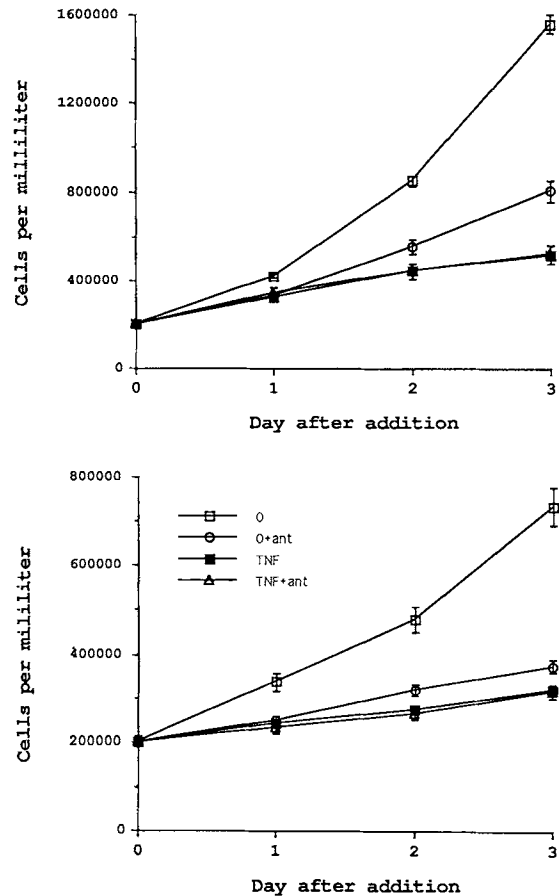 1600000
1200000
800000
400000
0
Cells per milliliter
0 1 2 3
Day after addition
800000
600000
400000
200000
0
Cells per mililiter
O
O+ant
TNF
TNF+ant
0 1 2 3
Day after addition